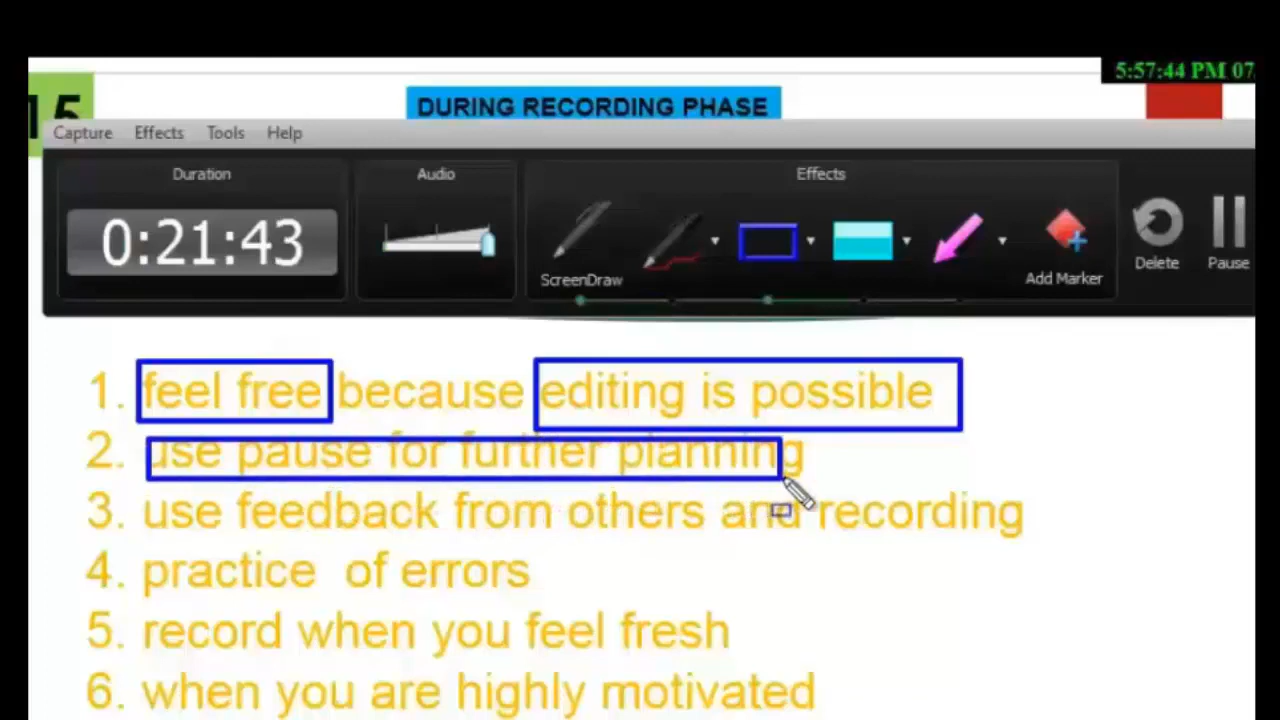 5:57:44 PM 07
15
DURING RECORDING PHASE
Capture Effects Tools Help
Duration Audio Effects
0:21:43
ScreenDraw
Add Marker
Delete
Pause
1. feel free because editing is possible
2. use pause for further planning
3. use feedback from others and recording
4. practice of errors
5. record when you feel fresh
6. when you are highly motivated